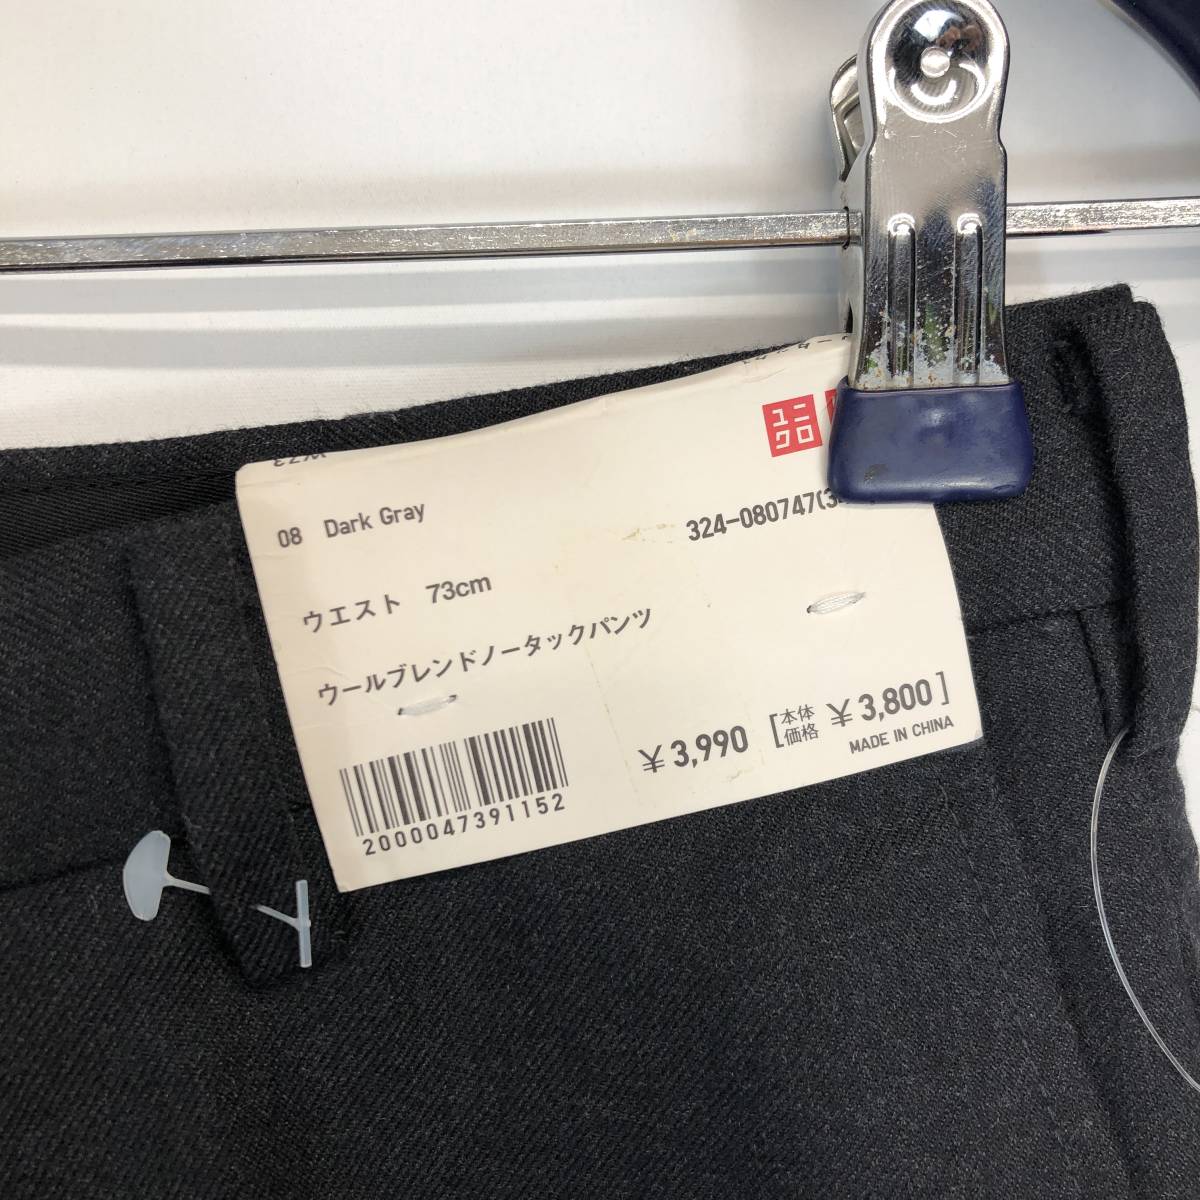 W73
ユニ
クロ
08 Dark Gray
324-080747(3
ウエスト 73cm
ウールブレンドノータックパンツ
¥3,990 [本体価格 ¥3,800]
MADE IN CHINA
2000047391152